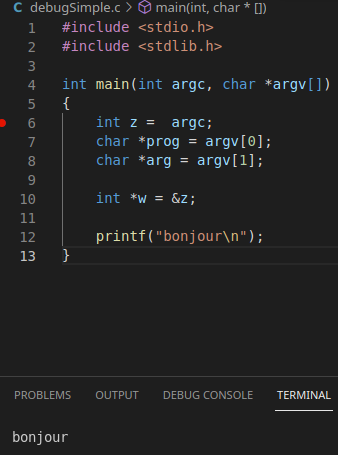 C debugSimple.c > main(int, char * [])
1 #include <stdio.h>
2 #include <stdlib.h>
3
4 int main(int argc, char *argv[])
5 {
6     int z =  argc;
7     char *prog = argv[0];
8     char *arg = argv[1];
9
10     int *w = &z;
11
12     printf("bonjour\n");
13 }
PROBLEMS OUTPUT DEBUG CONSOLE TERMINAL
bonjour